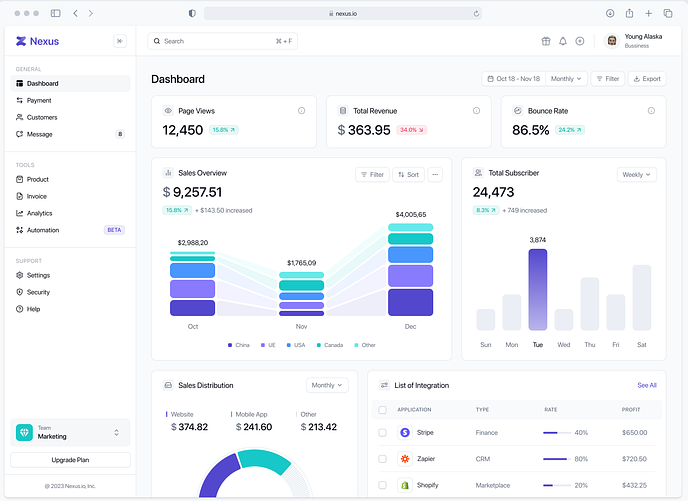 nexus.io
Nexus
Search
⌘ + F
Young Alaska
Bussiness
GENERAL
Dashboard
Payment
Customers
Message
8
TOOLS
Product
Invoice
Analytics
Automation
BETA
SUPPORT
Settings
Security
Help
Team
Marketing
Upgrade Plan
@ 2023 Nexus.io, Inc.
Dashboard
Oct 18 - Nov 18
Monthly
Filter
Export
Page Views
12,450
15.8%
Total Revenue
$ 363.95
34.0%
Bounce Rate
86.5%
24.2%
Sales Overview
Filter
Sort
$ 9,257.51
15.8%
+ $143.50 increased
$2,988,20
$1,765,09
$4,005,65
Oct
Nov
Dec
China
UE
USA
Canada
Other
Total Subscriber
Weekly
24,473
8.3%
+ 749 increased
3,874
Sun
Mon
Tue
Wed
Thu
Fri
Sat
Sales Distribution
Monthly
Website
$ 374.82
Mobile App
$ 241.60
Other
$ 213.42
List of Integration
See All
APPLICATION TYPE RATE PROFIT
Stripe Finance 40% $650.00
Zapier CRM 80% $720.50
Shopify Marketplace 20% $432.25